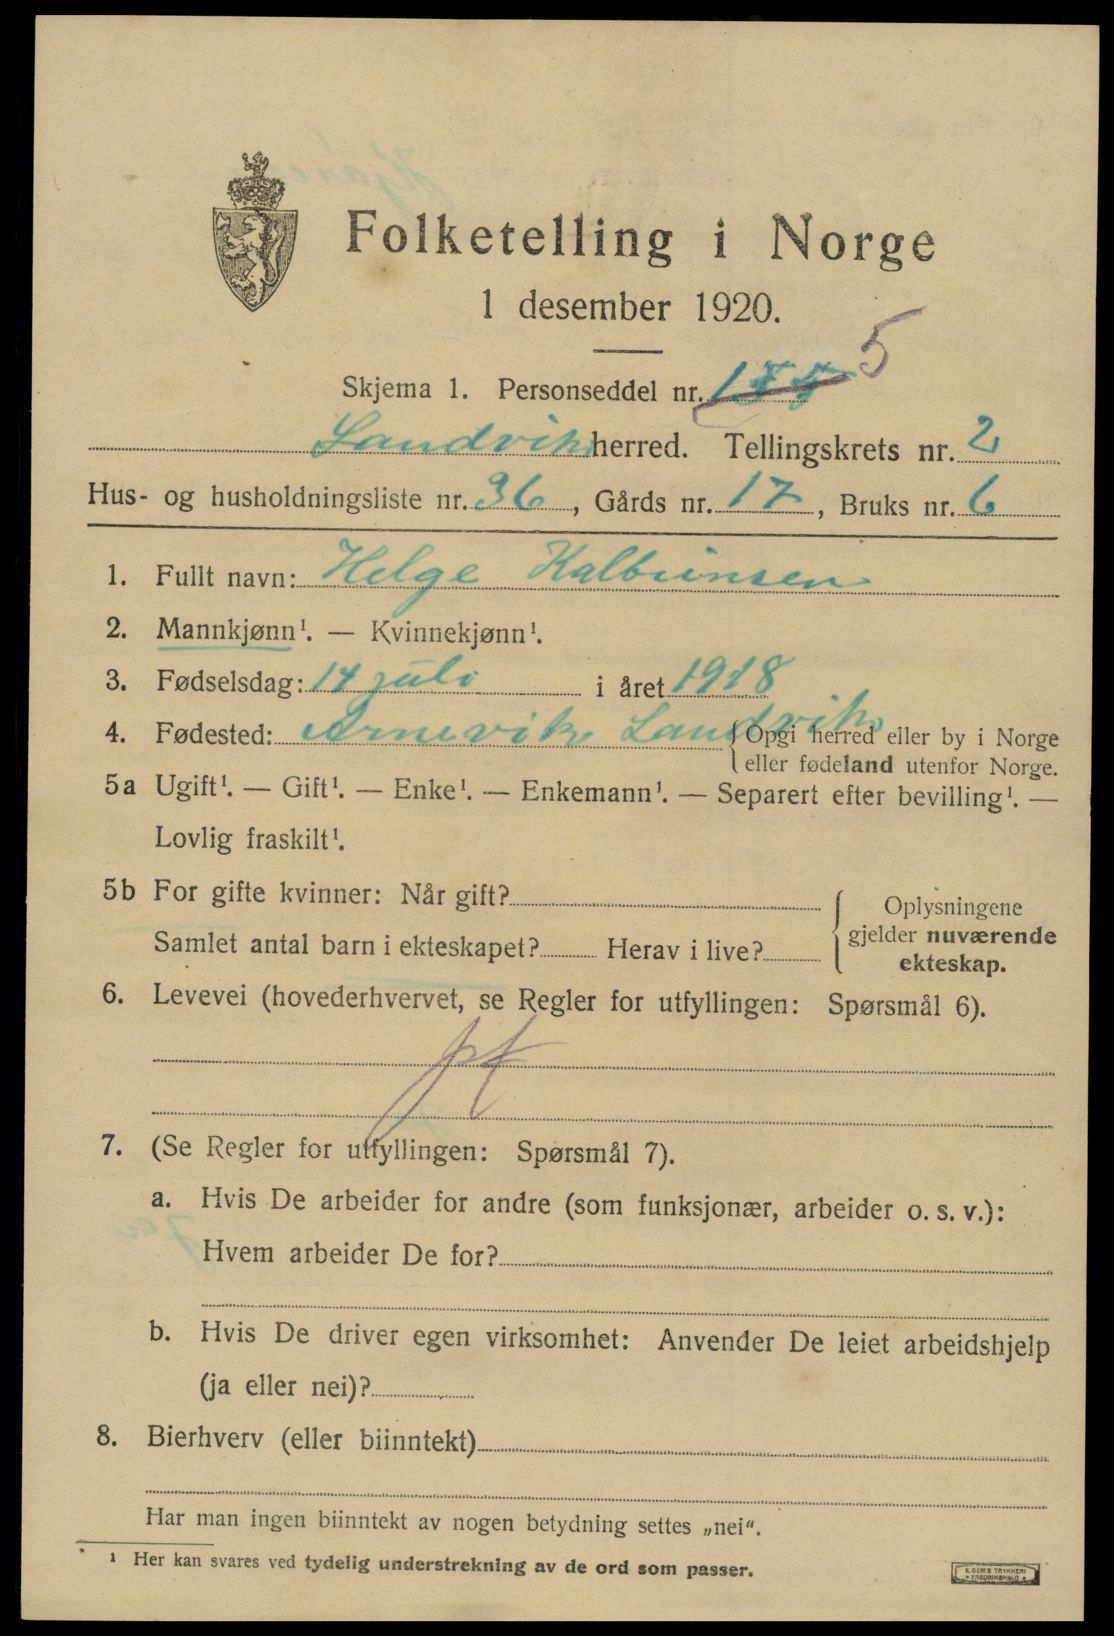 Folketelling i Norge
1 desember 1920.
Skjema 1. Personseddel nr. 5
Landvik herred. Tellingskrets nr. 2
Hus- og husholdningsliste nr. 36, Gårds nr. 17, Bruks nr. 6
1. Fullt navn: Helge Kalbunsen
2. Mannkjønn¹. — Kvinnekjønn¹.
3. Fødselsdag: 14 juli i året 1918
4. Fødested: Arnevik Landvik {Opgi herred eller by i Norge
eller fødeland utenfor Norge.
5a Ugift¹. — Gift¹. — Enke¹. — Enkemann¹. — Separert efter bevilling¹. —
Lovlig fraskilt¹.
5b For gifte kvinner: Når gift?
Samlet antal barn i ekteskapet? Herav i live?
Oplysningene
gjelder nuværende
ekteskap.
6. Levevei (hovederhvervet, se Regler for utfyllingen: Spørsmål 6).
7. (Se Regler for utfyllingen: Spørsmål 7).
a. Hvis De arbeider for andre (som funksjonær, arbeider o. s. v.):
Hvem arbeider De for?
b. Hvis De driver egen virksomhet: Anvender De leiet arbeidshjelp
(ja eller nei)?
8. Bierhverv (eller biinntekt)
Har man ingen biinntekt av nogen betydning settes „nei“.
¹ Her kan svares ved tydelig understrekning av de ord som passer.
E. SEM'S TRYKKERI
FREDRIKSHALD